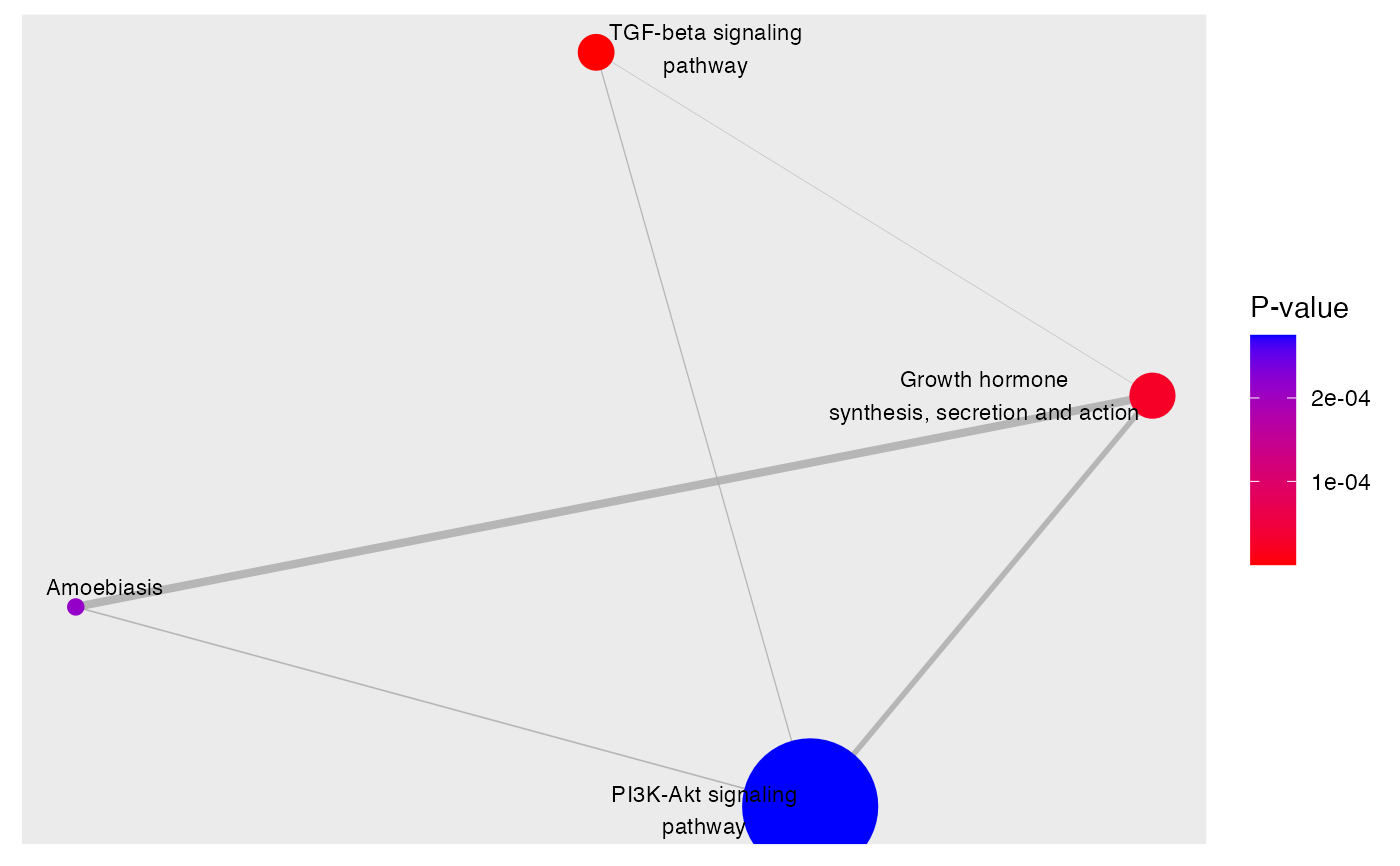 TGF-beta signaling
pathway
P-value
2e-04
1e-04
Growth hormone
synthesis, secretion and action
Amoebiasis
PI3K-Akt signaling
pathway